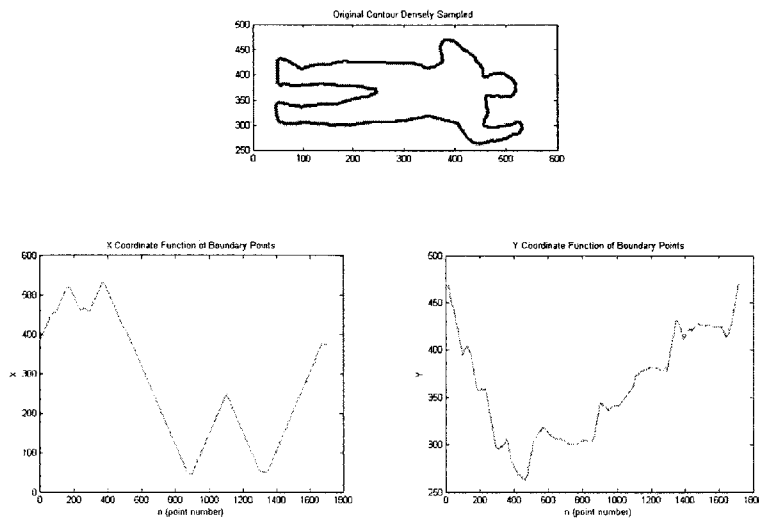 Original Contour Densely Sampled
500
450
400
350
300
250
0 100 200 300 400 500 600
X Coordinate Function of Boundary Points
600
500
400
300
200
100
0
X
0 200 400 600 800 1000 1200 1400 1600 1800
n (point number)
Y Coordinate Function of Boundary Points
500
450
400
350
300
250
Y
0 200 400 600 800 1000 1200 1400 1600 1800
n (point number)